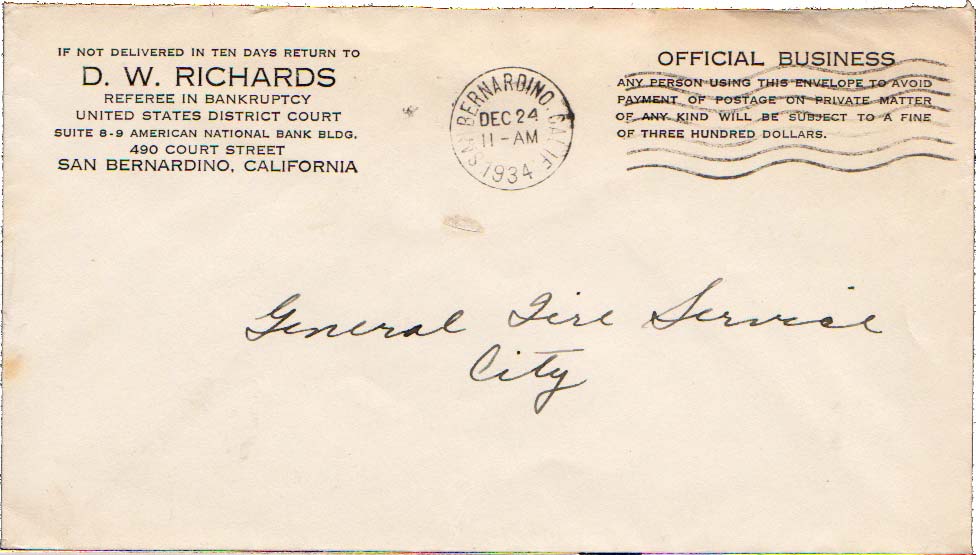 IF NOT DELIVERED IN TEN DAYS RETURN TO
D. W. RICHARDS
REFEREE IN BANKRUPTCY
UNITED STATES DISTRICT COURT
SUITE 8-9 AMERICAN NATIONAL BANK BLDG.
490 COURT STREET
SAN BERNARDINO, CALIFORNIA
SAN BERNARDINO, CALIF.
DEC 24
11-AM
1934
OFFICIAL BUSINESS
ANY PERSON USING THIS ENVELOPE TO AVOID
PAYMENT OF POSTAGE ON PRIVATE MATTER
OF ANY KIND WILL BE SUBJECT TO A FINE
OF THREE HUNDRED DOLLARS.
General Tire Service
City